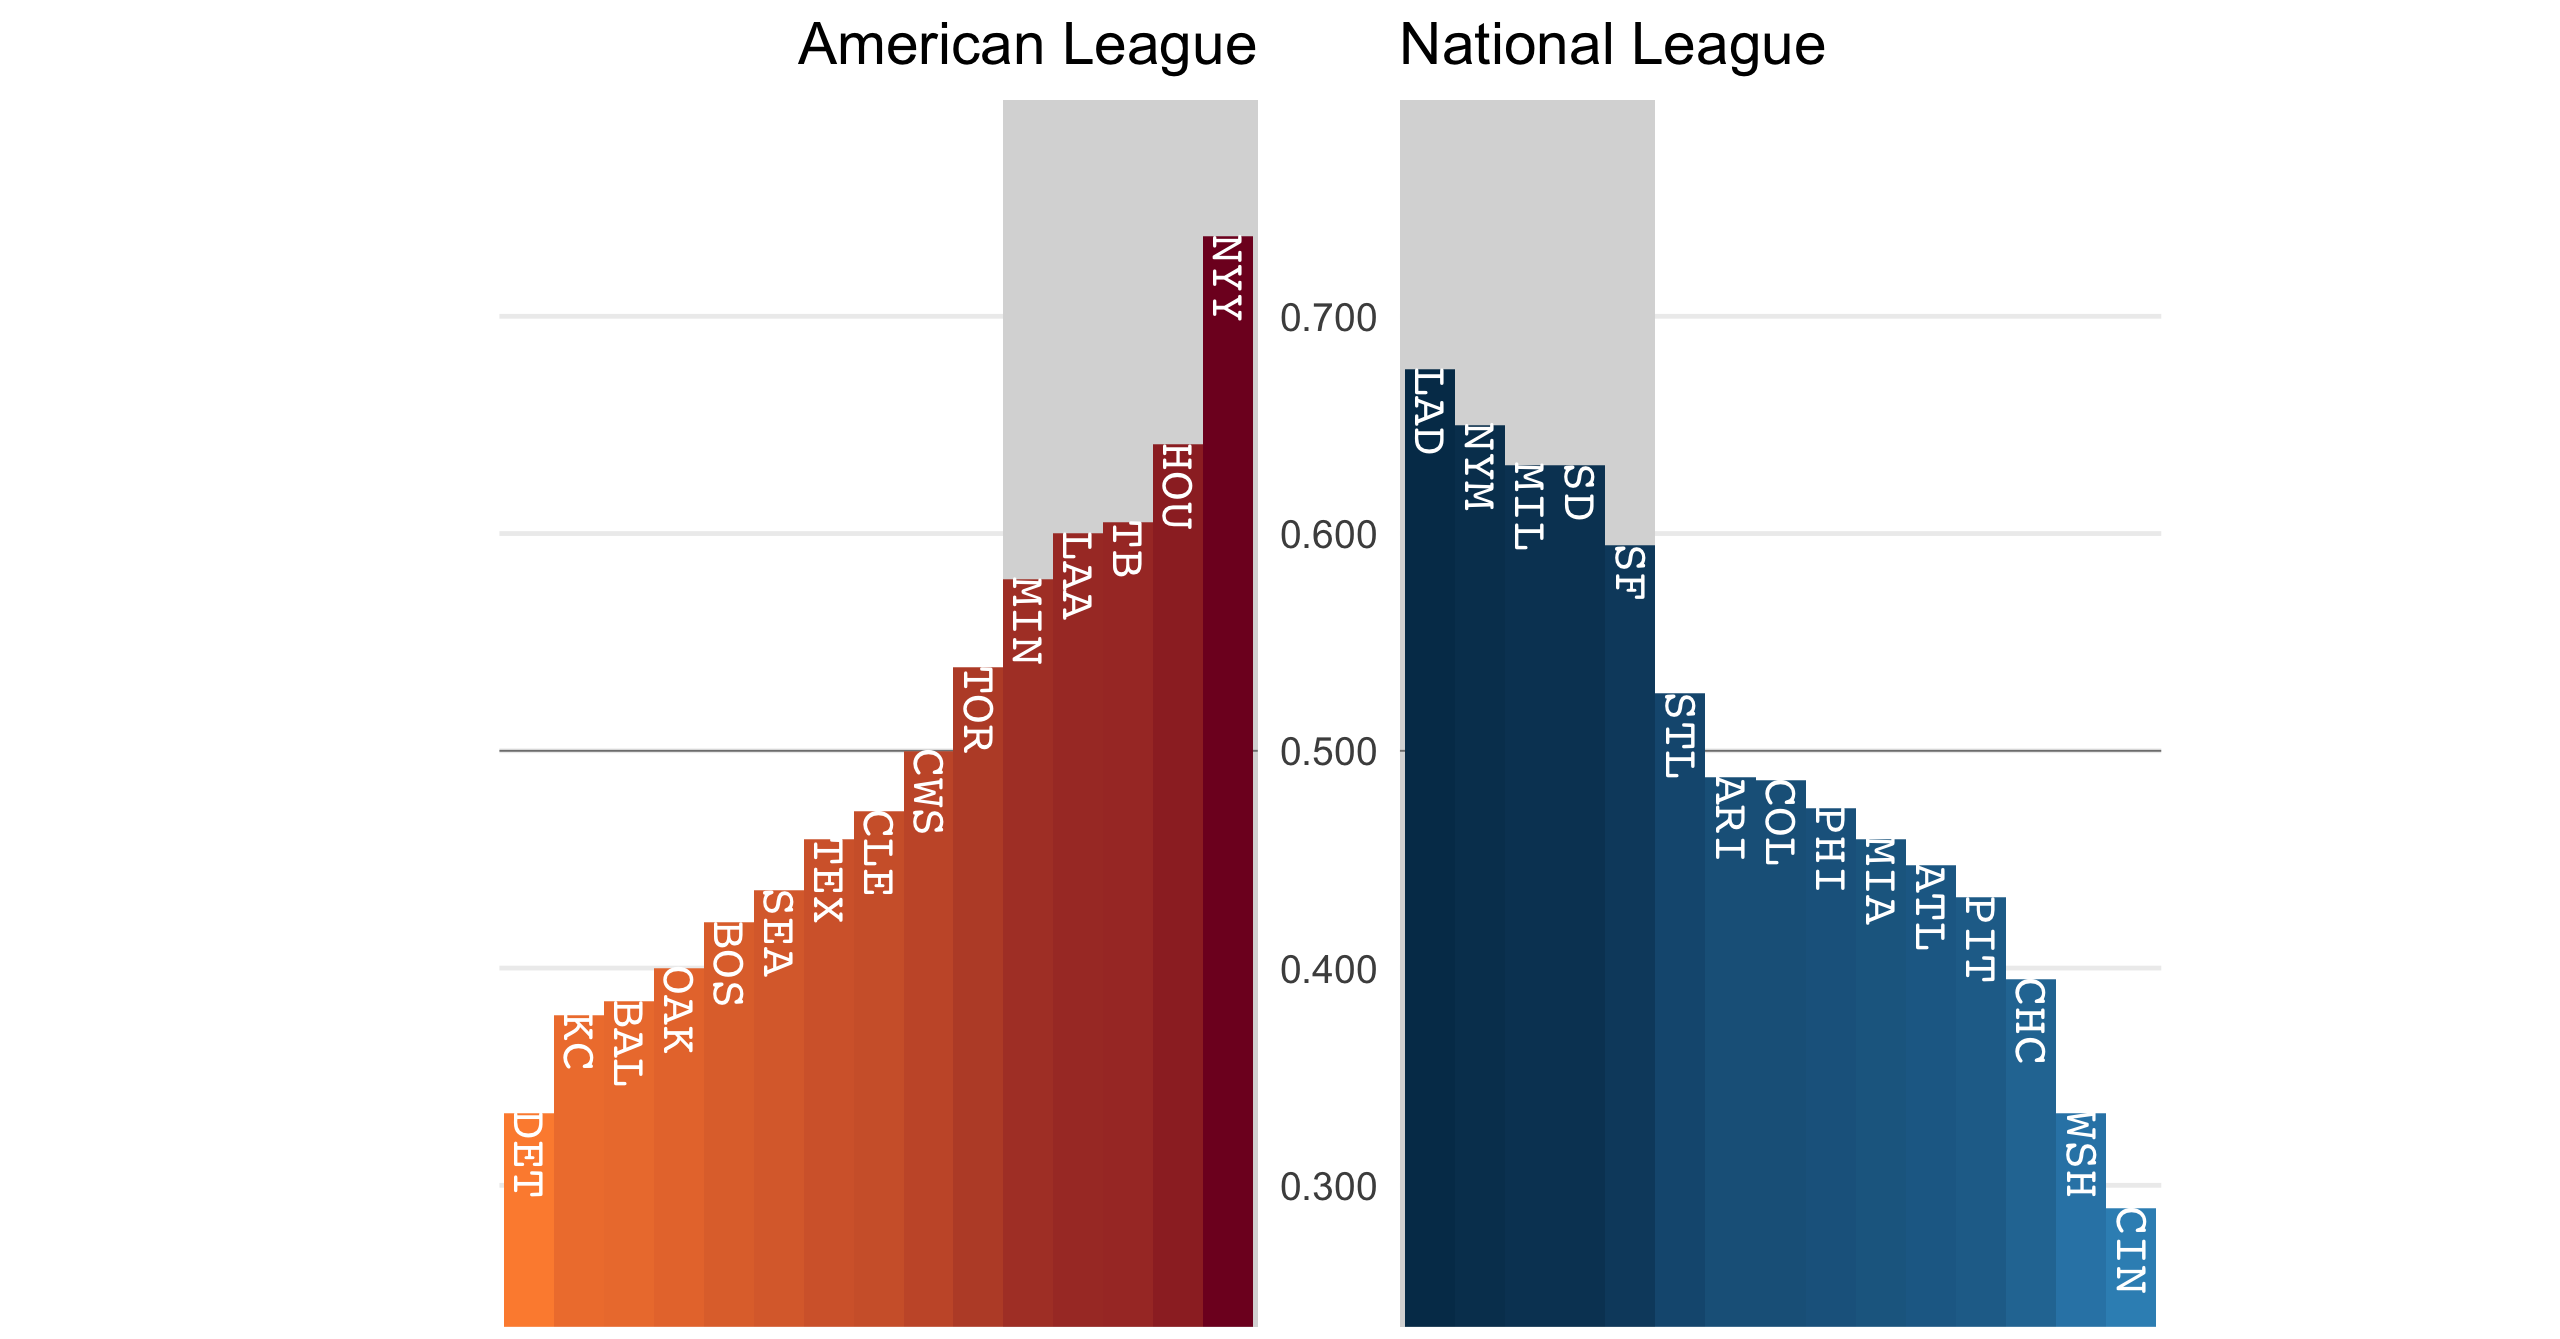 American League
National League
0.700
0.600
0.500
0.400
0.300
DET
KC
BAL
OAK
BOS
SEA
TEX
CLE
CWS
TOR
MIN
LAA
TB
HOU
NYY
LAD
NYM
MIL
SD
SF
STL
ARI
COL
PHI
MIA
ATL
PIT
CHC
WSH
CIN